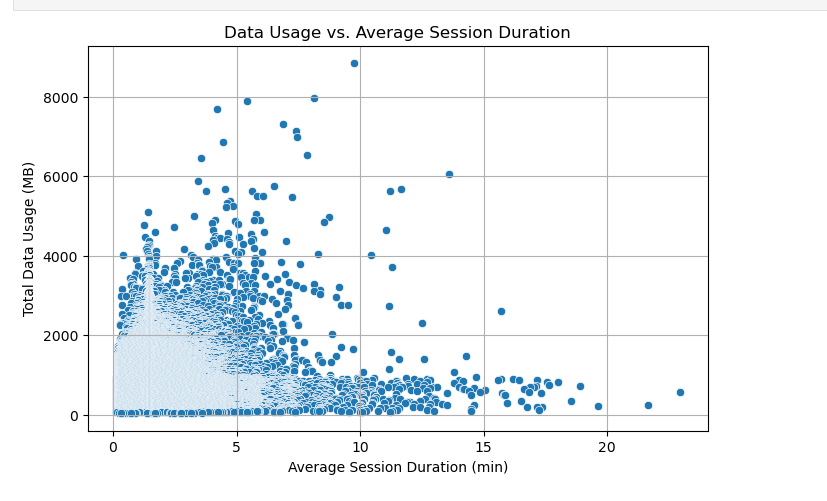 Data Usage vs. Average Session Duration
8000
6000
4000
2000
0
Total Data Usage (MB)
0 5 10 15 20
Average Session Duration (min)